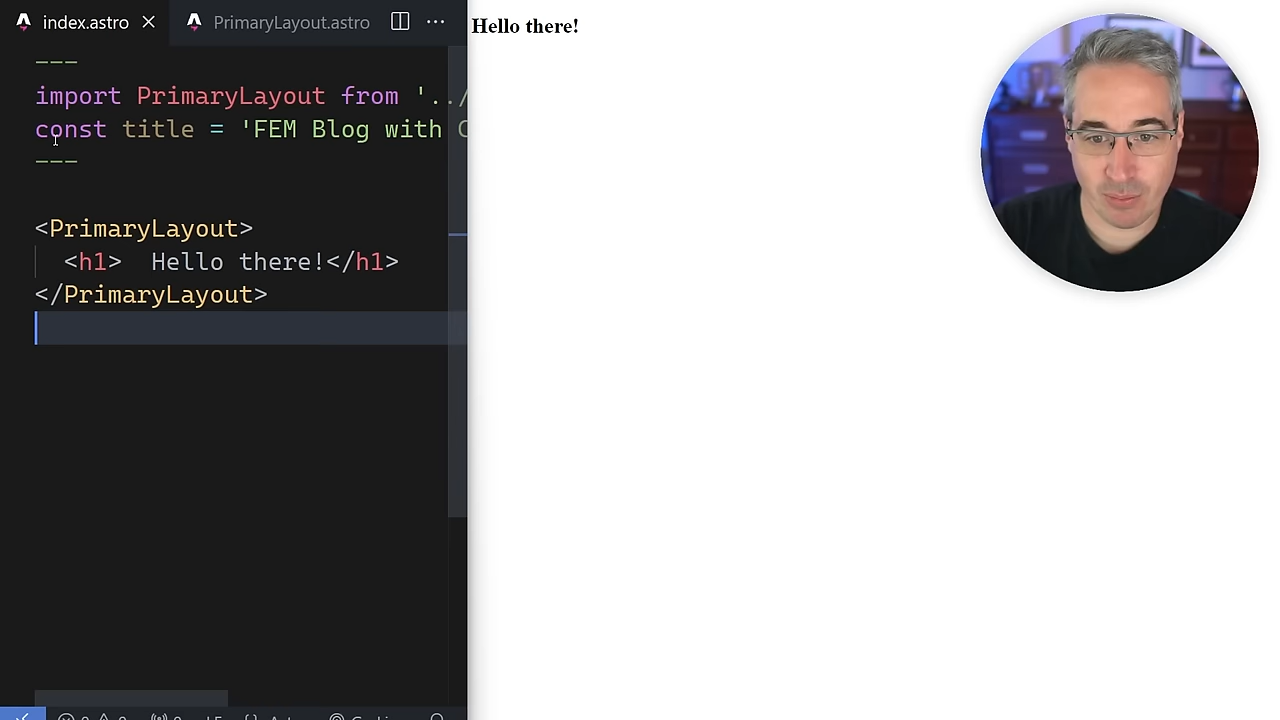 index.astro
PrimaryLayout.astro
---
import PrimaryLayout from '../
const title = 'FEM Blog with C
---
<PrimaryLayout>
<h1>  Hello there!</h1>
</PrimaryLayout>
Hello there!